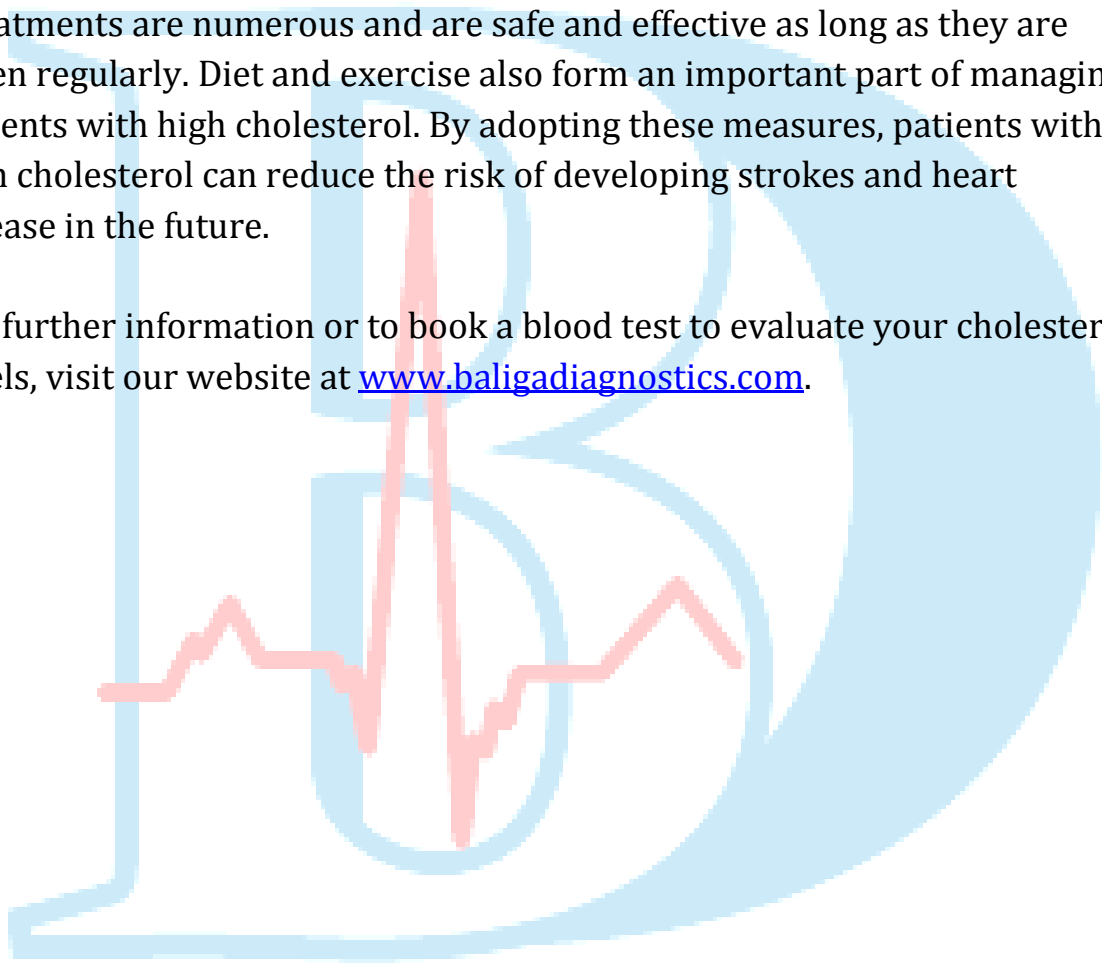 atments are numerous and are safe and effective as long as they are
en regularly. Diet and exercise also form an important part of managin
ents with high cholesterol. By adopting these measures, patients with
h cholesterol can reduce the risk of developing strokes and heart
ease in the future.
further information or to book a blood test to evaluate your cholester
els, visit our website at www.baligadiagnostics.com.